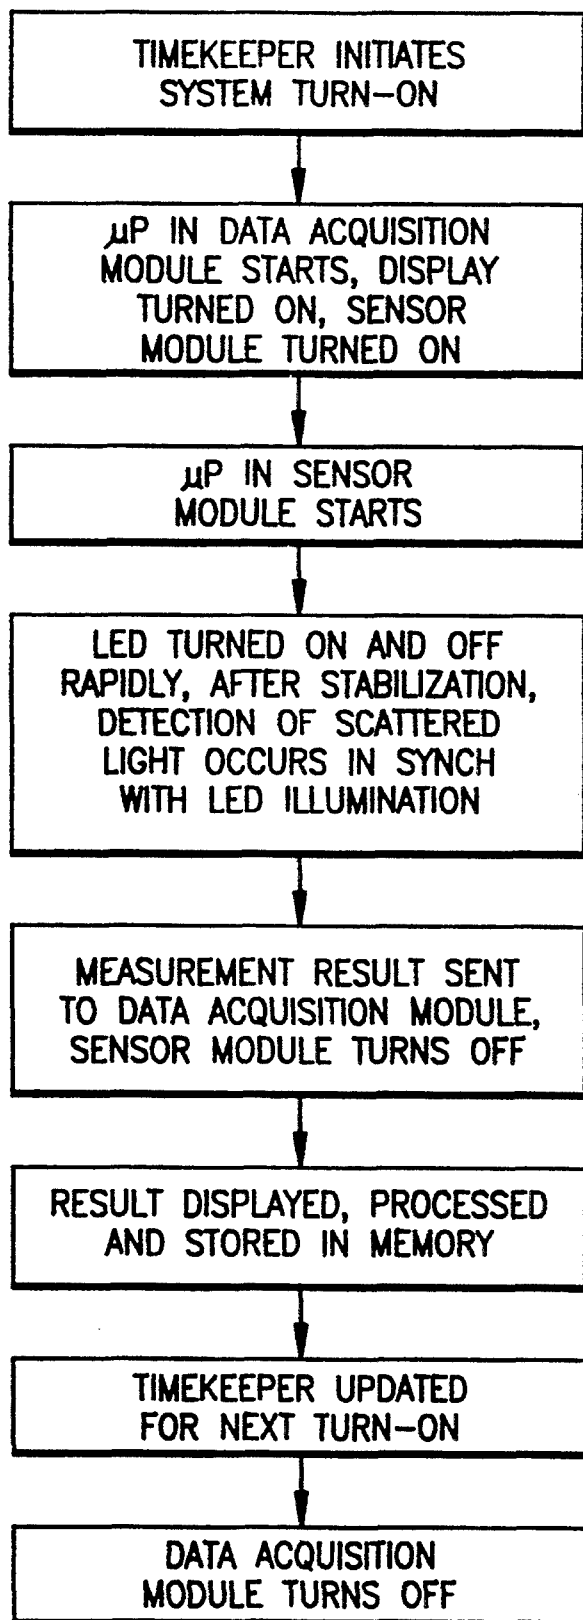 TIMEKEEPER INITIATES
SYSTEM TURN-ON
µP IN DATA ACQUISITION
MODULE STARTS, DISPLAY
TURNED ON, SENSOR
MODULE TURNED ON
µP IN SENSOR
MODULE STARTS
LED TURNED ON AND OFF
RAPIDLY, AFTER STABILIZATION,
DETECTION OF SCATTERED
LIGHT OCCURS IN SYNCH
WITH LED ILLUMINATION
MEASUREMENT RESULT SENT
TO DATA ACQUISITION MODULE,
SENSOR MODULE TURNS OFF
RESULT DISPLAYED, PROCESSED
AND STORED IN MEMORY
TIMEKEEPER UPDATED
FOR NEXT TURN-ON
DATA ACQUISITION
MODULE TURNS OFF